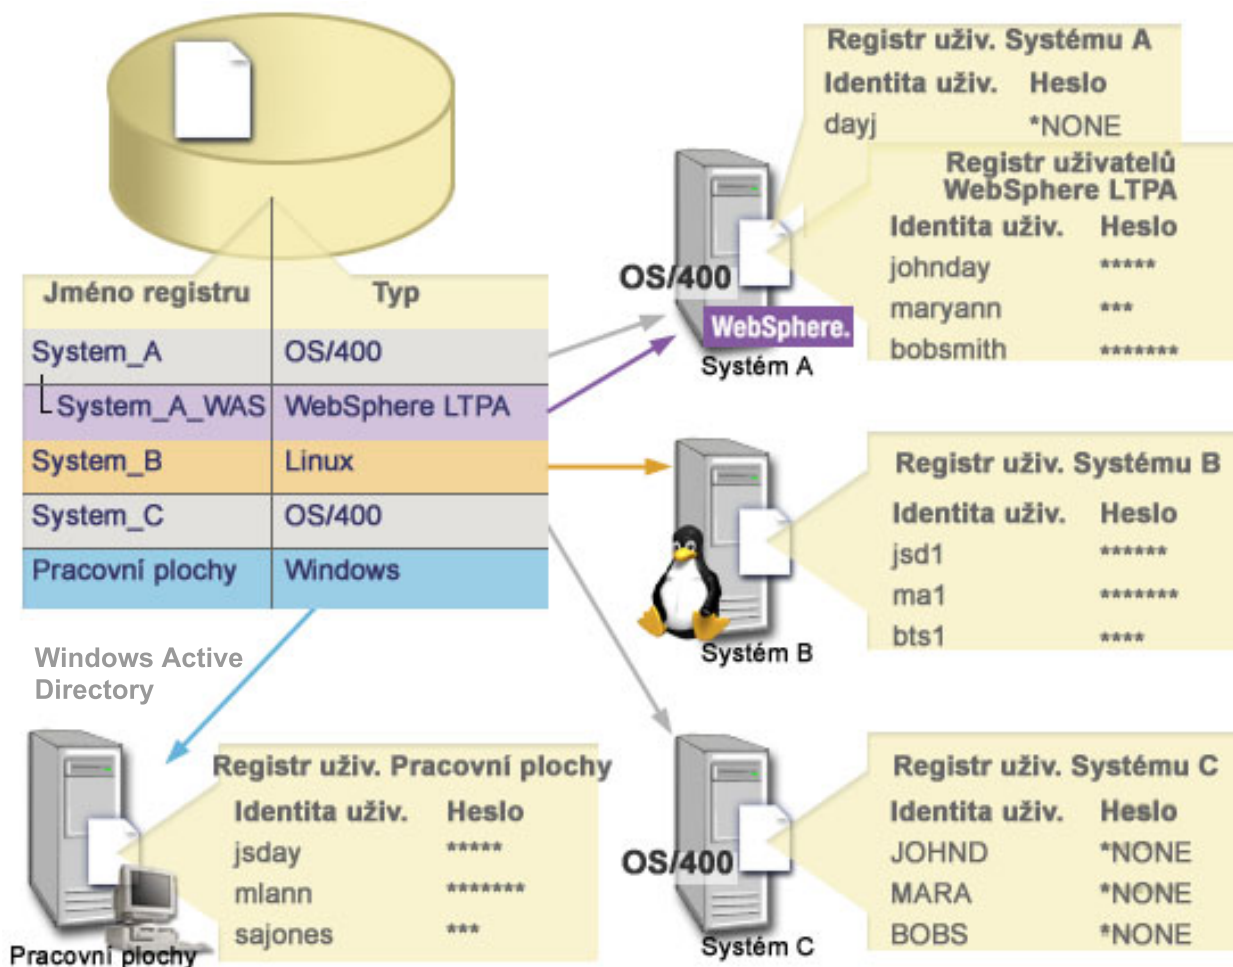 Jméno registru Typ
System_A OS/400
System_A_WAS WebSphere LTPA
System_B Linux
System_C OS/400
Pracovní plochy Windows
Windows Active
Directory
Registr uživ. Systému A
Identita uživ. Heslo
dayj *NONE
Registr uživatelů
WebSphere LTPA
Identita uživ. Heslo
johnday *****
maryann ***
bobsmith *******
OS/400
WebSphere.
Systém A
Registr uživ. Systému B
Identita uživ. Heslo
jsd1 ******
ma1 *******
bts1 ****
Systém B
Registr uživ. Pracovní plochy
Identita uživ. Heslo
jsday *****
mlann *******
sajones ***
Pracovní plochy
Registr uživ. Systému C
Identita uživ. Heslo
JOHND *NONE
MARA *NONE
BOBS *NONE
OS/400
Systém C